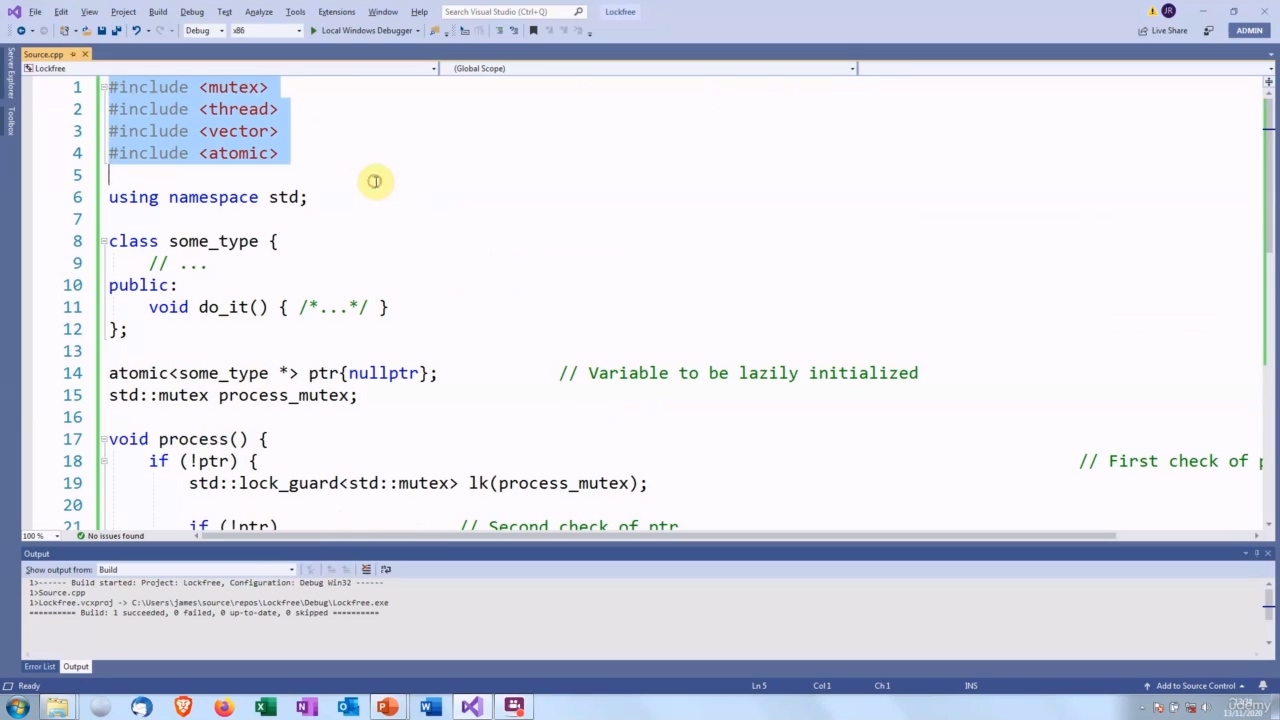 File Edit View Git Project Build Debug Test Analyze Tools Extensions Window Help Search Visual Studio (Ctrl+Q) Lockfree JR
Debug x86 Local Windows Debugger Live Share ADMIN
Server Explorer
Toolbox
Source.cpp
Lockfree (Global Scope)
1 #include <mutex>
2 #include <thread>
3 #include <vector>
4 #include <atomic>
5
6 using namespace std;
7
8 class some_type {
9 // ...
10 public:
11 void do_it() { /*...*/ }
12 };
13
14 atomic<some_type *> ptr{nullptr}; // Variable to be lazily initialized
15 std::mutex process_mutex;
16
17 void process() {
18 if (!ptr) { // First check of p
19 std::lock_guard<std::mutex> lk(process_mutex);
20
21 if (!ptr) // Second check of ptr
100 % No issues found
Output
Show output from: Build
1>------ Build started: Project: Lockfree, Configuration: Debug Win32 ------
1>Source.cpp
1>Lockfree.vcxproj -> C:\Users\james\source\repos\Lockfree\Debug\Lockfree.exe
========== Build: 1 succeeded, 0 failed, 0 up-to-date, 0 skipped ==========
Error List Output
Ready Ln 5 Col 1 Ch 1 INS Add to Source Control
udemy
13/11/2020